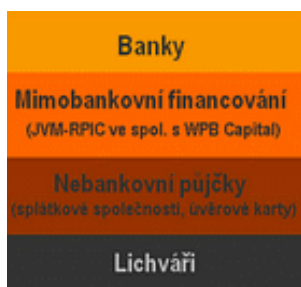 Banky
Mimobankovní financování
(JVM-RPIC ve spol. s WPB Capital)
Nebankovní půjčky
(splátkové společnosti, úvěrové karty)
Lichváři